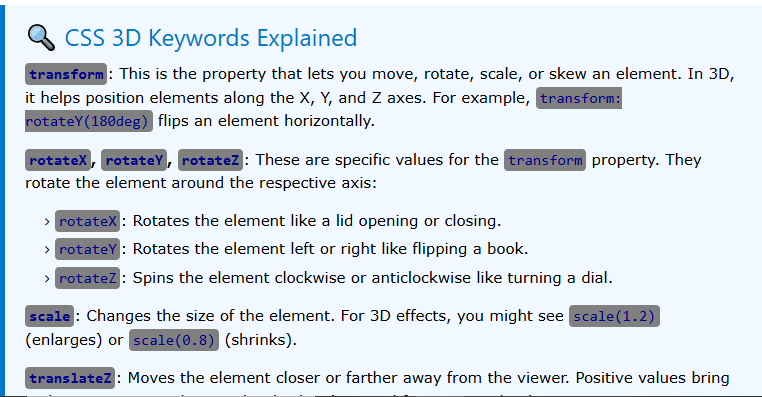 🔍 CSS 3D Keywords Explained
transform: This is the property that lets you move, rotate, scale, or skew an element. In 3D,
it helps position elements along the X, Y, and Z axes. For example, transform:
rotateY(180deg) flips an element horizontally.
rotateX, rotateY, rotateZ: These are specific values for the transform property. They
rotate the element around the respective axis:
› rotateX: Rotates the element like a lid opening or closing.
› rotateY: Rotates the element left or right like flipping a book.
› rotateZ: Spins the element clockwise or anticlockwise like turning a dial.
scale: Changes the size of the element. For 3D effects, you might see scale(1.2)
(enlarges) or scale(0.8) (shrinks).
translateZ: Moves the element closer or farther away from the viewer. Positive values bring